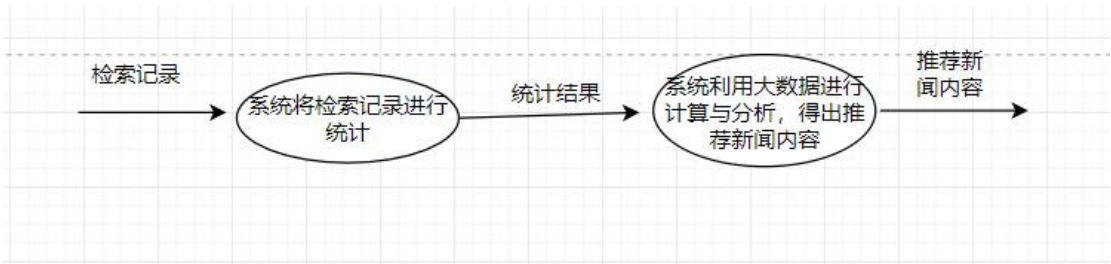 检索记录
系统将检索记录进行
统计
统计结果
系统利用大数据进行
计算与分析，得出推
荐新闻内容
推荐新
闻内容